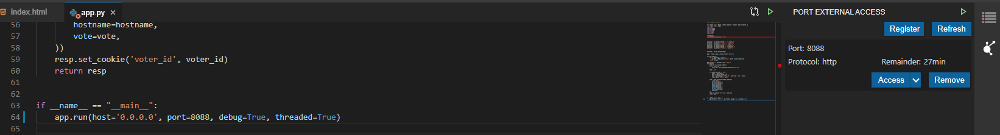 index.html
app.py
56 hostname=hostname,
57 vote=vote,
58 ))
59 resp.set_cookie('voter_id', voter_id)
60 return resp
61
62
63 if __name__ == "__main__":
64 app.run(host='0.0.0.0', port=8088, debug=True, threaded=True)
65
PORT EXTERNAL ACCESS
Register Refresh
Port: 8088
Protocol: http Remainder: 27min
Access Remove